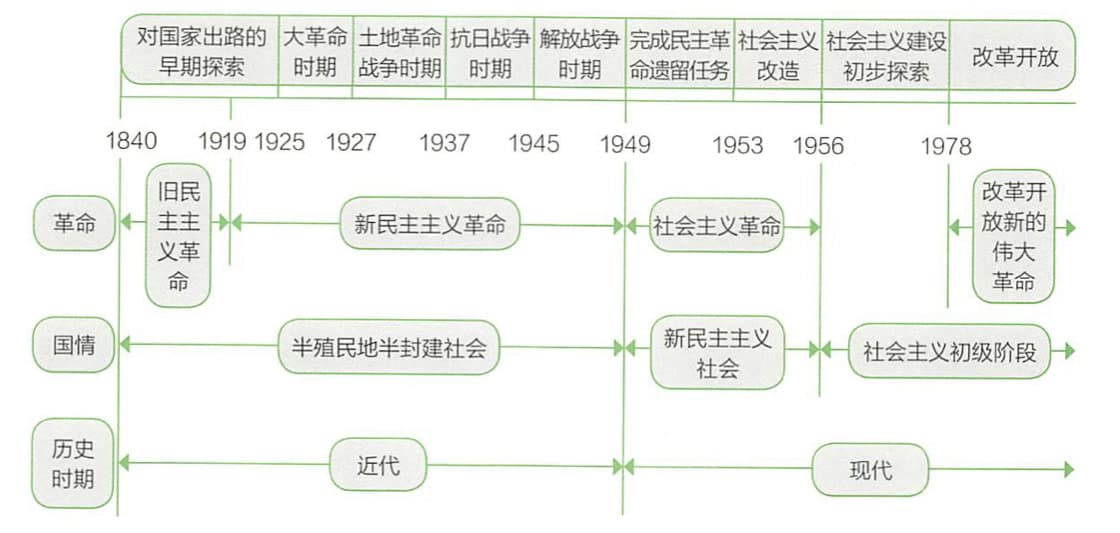 对国家出路的
早期探索
大革命
时期
土地革命
战争时期
抗日战争
时期
解放战争
时期
完成民主革
命遗留任务
社会主义
改造
社会主义建设
初步探索
改革开放
1840
1919
1925
1927
1937
1945
1949
1953
1956
1978
革命
旧民
主主
义革
命
新民主主义革命
社会主义革命
改革开
放新的
伟大
革命
国情
半殖民地半封建社会
新民主主义
社会
社会主义初级阶段
历史
时期
近代
现代